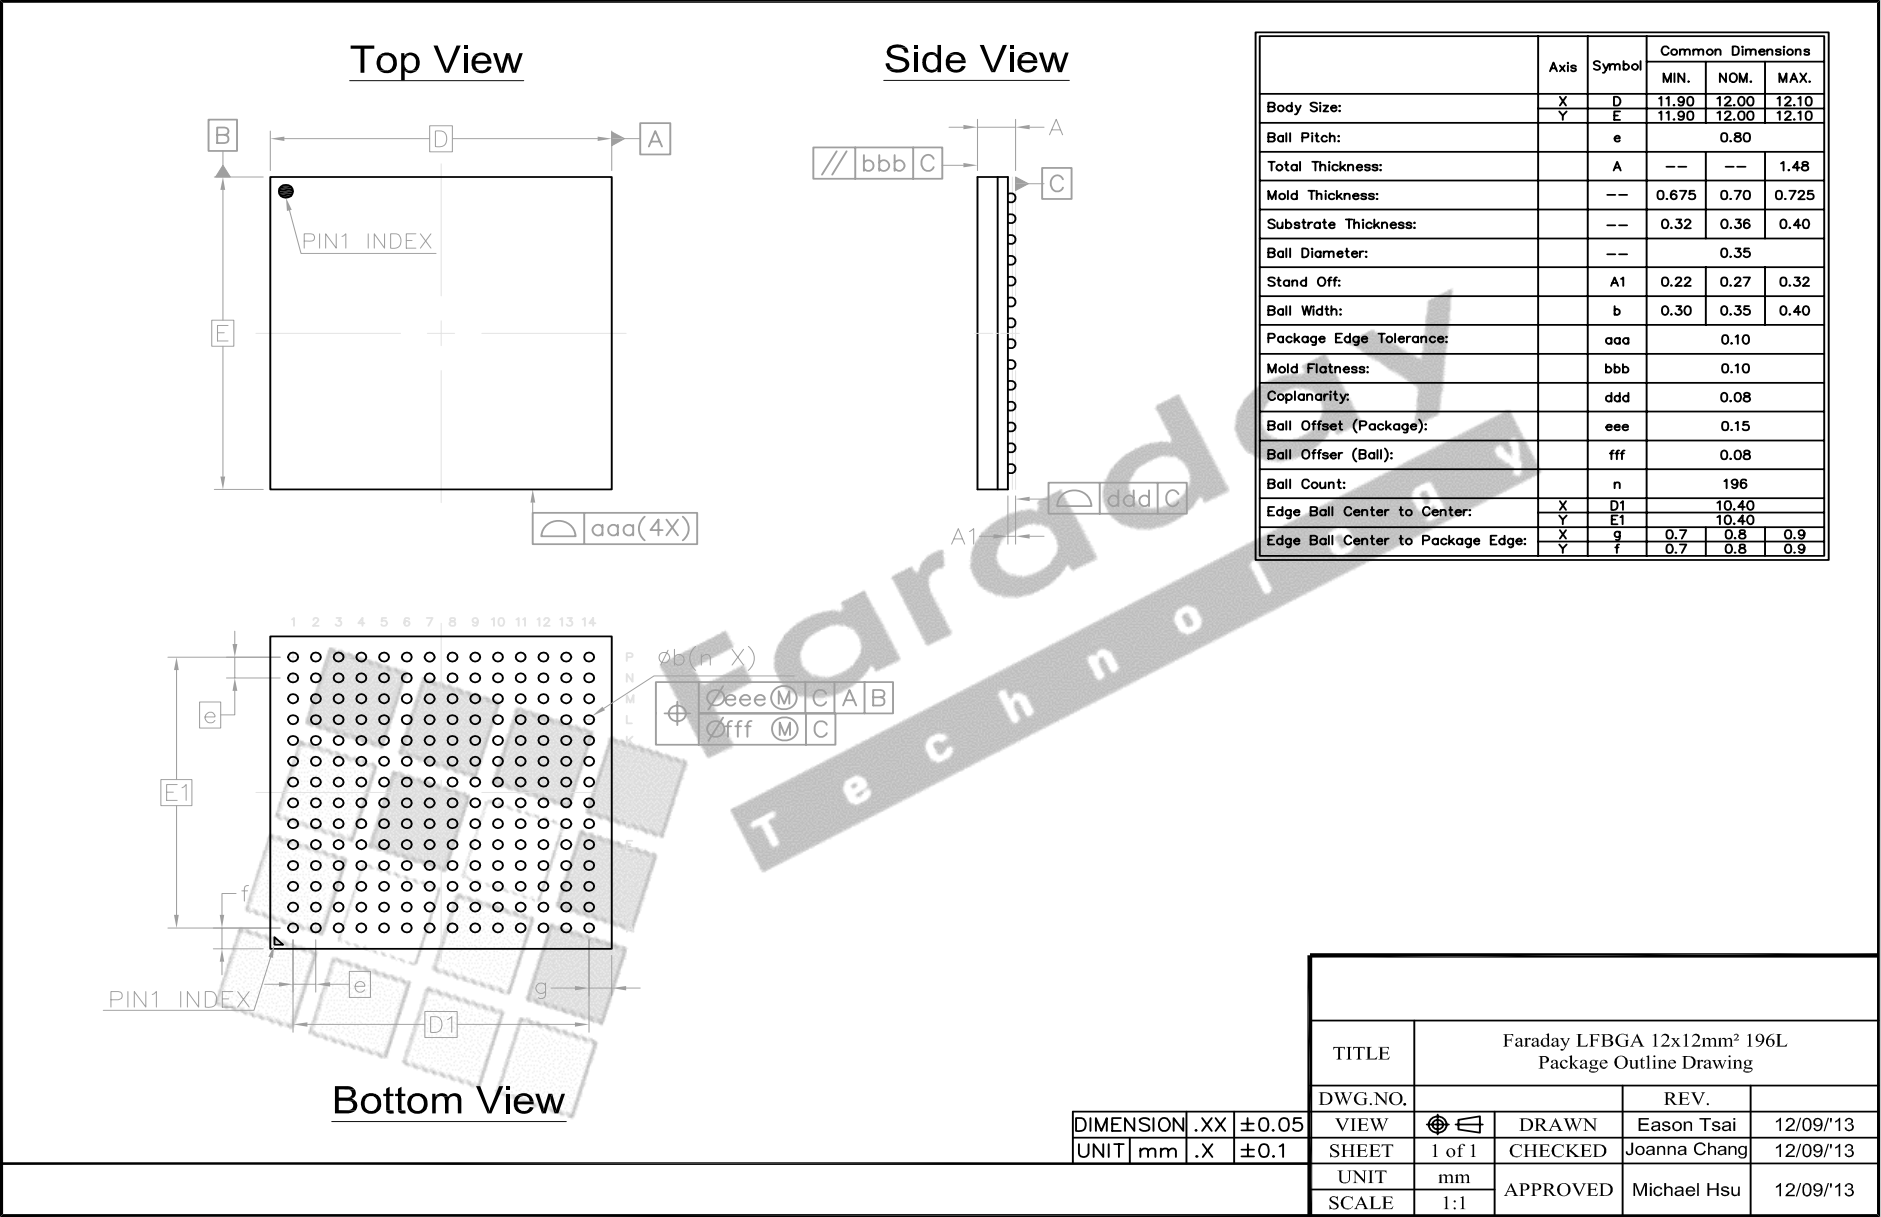 Top View
Side View
B
D
A
PIN1 INDEX
E
aaa(4X)
A
// bbb C
C
ddd C
A1
Common Dimensions
Axis Symbol MIN. NOM. MAX.
Body Size: X D 11.90 12.00 12.10
Y E 11.90 12.00 12.10
Ball Pitch: e 0.80
Total Thickness: A -- -- 1.48
Mold Thickness: -- 0.675 0.70 0.725
Substrate Thickness: -- 0.32 0.36 0.40
Ball Diameter: -- 0.35
Stand Off: A1 0.22 0.27 0.32
Ball Width: b 0.30 0.35 0.40
Package Edge Tolerance: aaa 0.10
Mold Flatness: bbb 0.10
Coplanarity: ddd 0.08
Ball Offset (Package): eee 0.15
Ball Offser (Ball): fff 0.08
Ball Count: n 196
Edge Ball Center to Center: X D1 10.40
Y E1 10.40
Edge Ball Center to Package Edge: X g 0.7 0.8 0.9
Y f 0.7 0.8 0.9
Faraday
Technology
1 2 3 4 5 6 7 8 9 10 11 12 13 14
P
N
M
L
K
Øb(n X)
Øeee Ⓜ C A B
Øfff Ⓜ C
e
E1
f
PIN1 INDEX
e
g
D1
Bottom View
DIMENSION .XX ±0.05
UNIT mm .X ±0.1
TITLE Faraday LFBGA 12x12mm² 196L
Package Outline Drawing
DWG.NO. REV.
VIEW DRAWN Eason Tsai 12/09/'13
SHEET 1 of 1 CHECKED Joanna Chang 12/09/'13
UNIT mm
APPROVED Michael Hsu 12/09/'13
SCALE 1:1